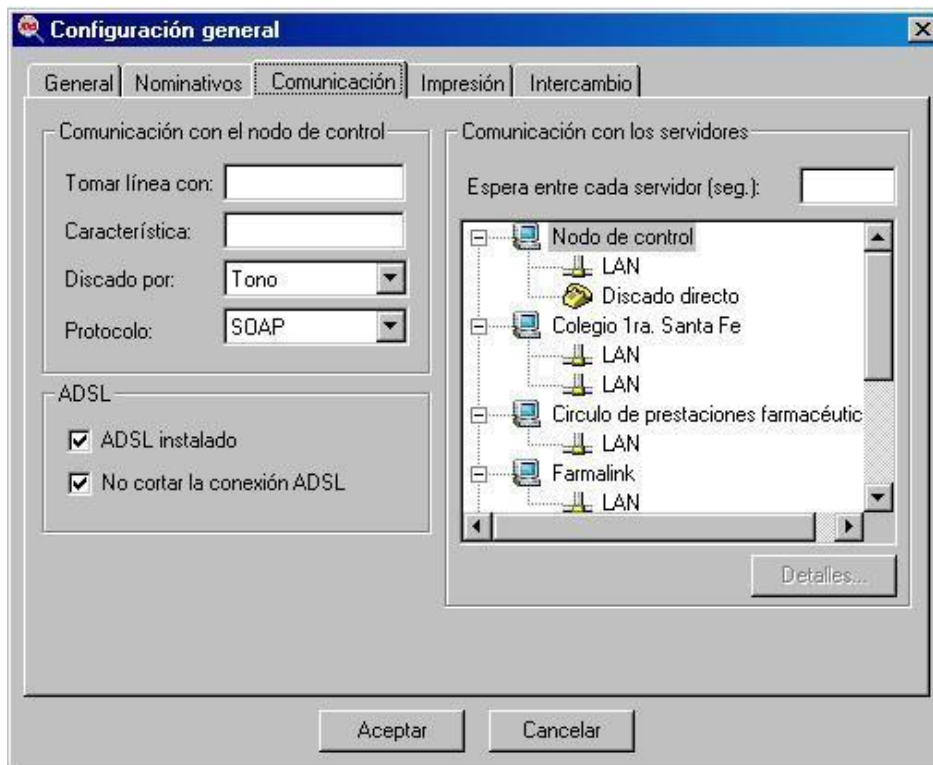 Configuración general
General Nominativos Comunicación Impresión Intercambio
Comunicación con el nodo de control
Tomar línea con:
Característica:
Discado por: Tono
Protocolo: SOAP
ADSL
ADSL instalado
No cortar la conexión ADSL
Comunicación con los servidores
Espera entre cada servidor (seg.):
Nodo de control
LAN
Discado directo
Colegio 1ra. Santa Fe
LAN
LAN
Circulo de prestaciones farmacéutic
LAN
Farmalink
LAN
Detalles...
Aceptar Cancelar